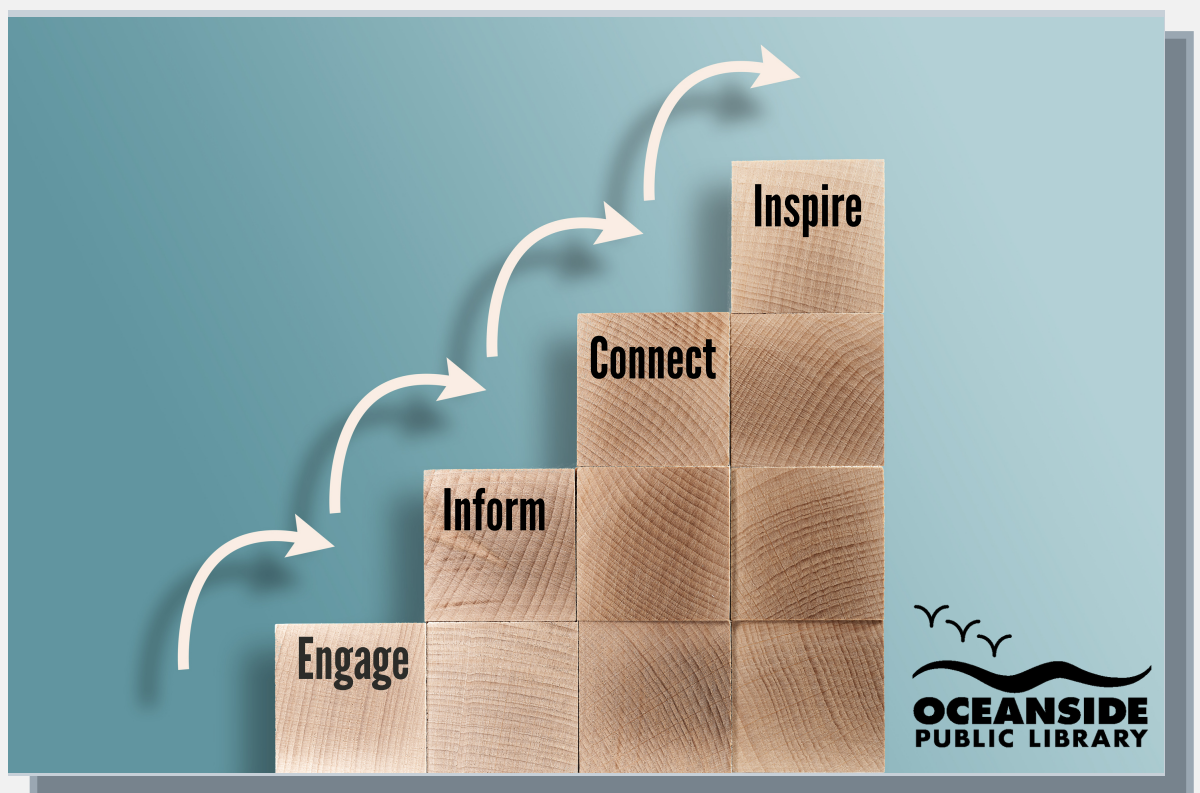 Inspire
Connect
Inform
Engage
OCEANSIDE
PUBLIC LIBRARY